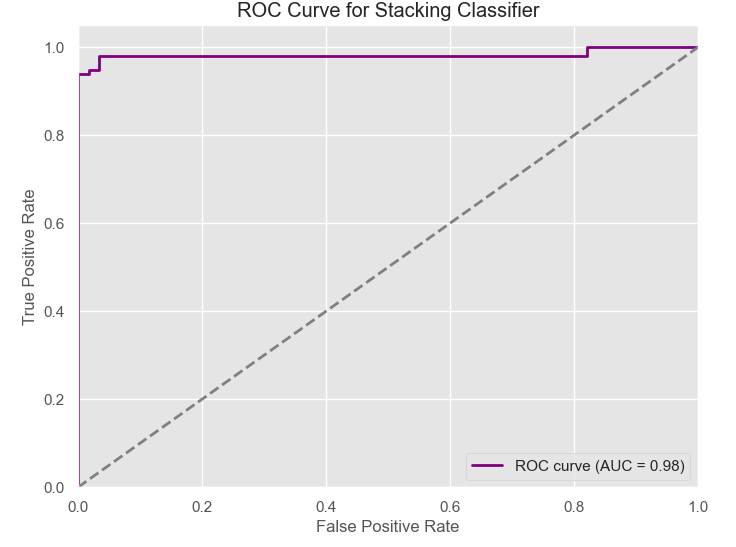 ROC Curve for Stacking Classifier
1.0
0.8
0.6
0.4
0.2
0.0
True Positive Rate
0.0 0.2 0.4 0.6 0.8 1.0
False Positive Rate
ROC curve (AUC = 0.98)